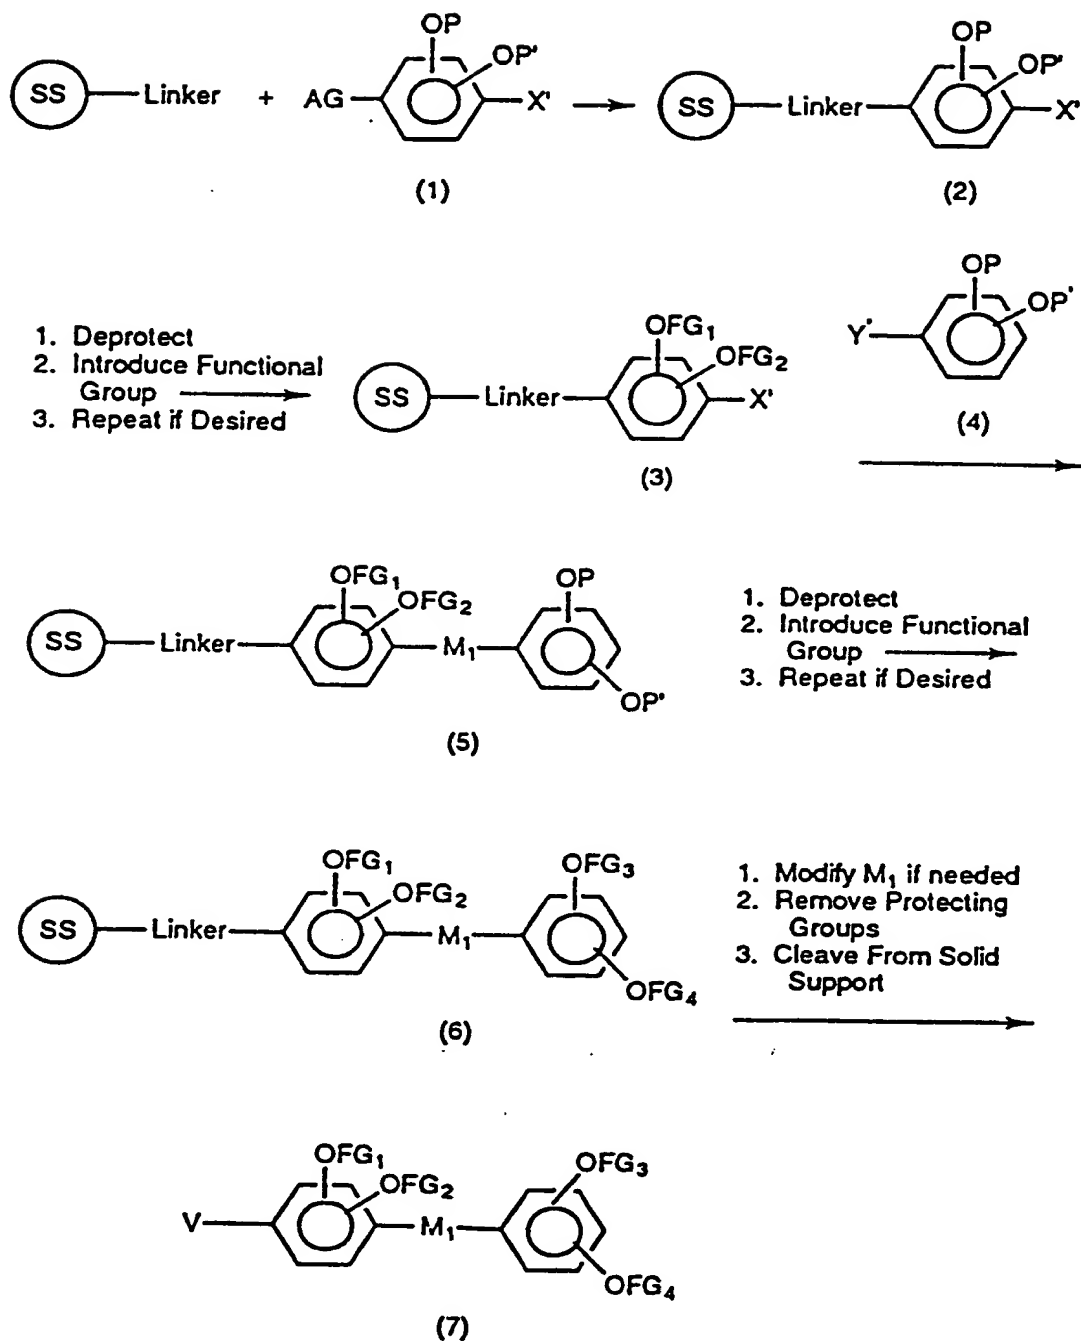 OP
OP'
SS Linker + AG X'
(1)
OP
OP'
SS Linker X'
(2)
1. Deprotect
2. Introduce Functional
Group
3. Repeat if Desired
OFG₁
OFG₂
SS Linker X'
(3)
OP
OP'
Y'
(4)
OFG₁
OFG₂
OP
SS Linker M₁
OP'
(5)
1. Deprotect
2. Introduce Functional
Group
3. Repeat if Desired
OFG₁
OFG₂
OFG₃
SS Linker M₁
OFG₄
(6)
1. Modify M₁ if needed
2. Remove Protecting
Groups
3. Cleave From Solid
Support
OFG₁
OFG₂
OFG₃
V M₁
OFG₄
(7)